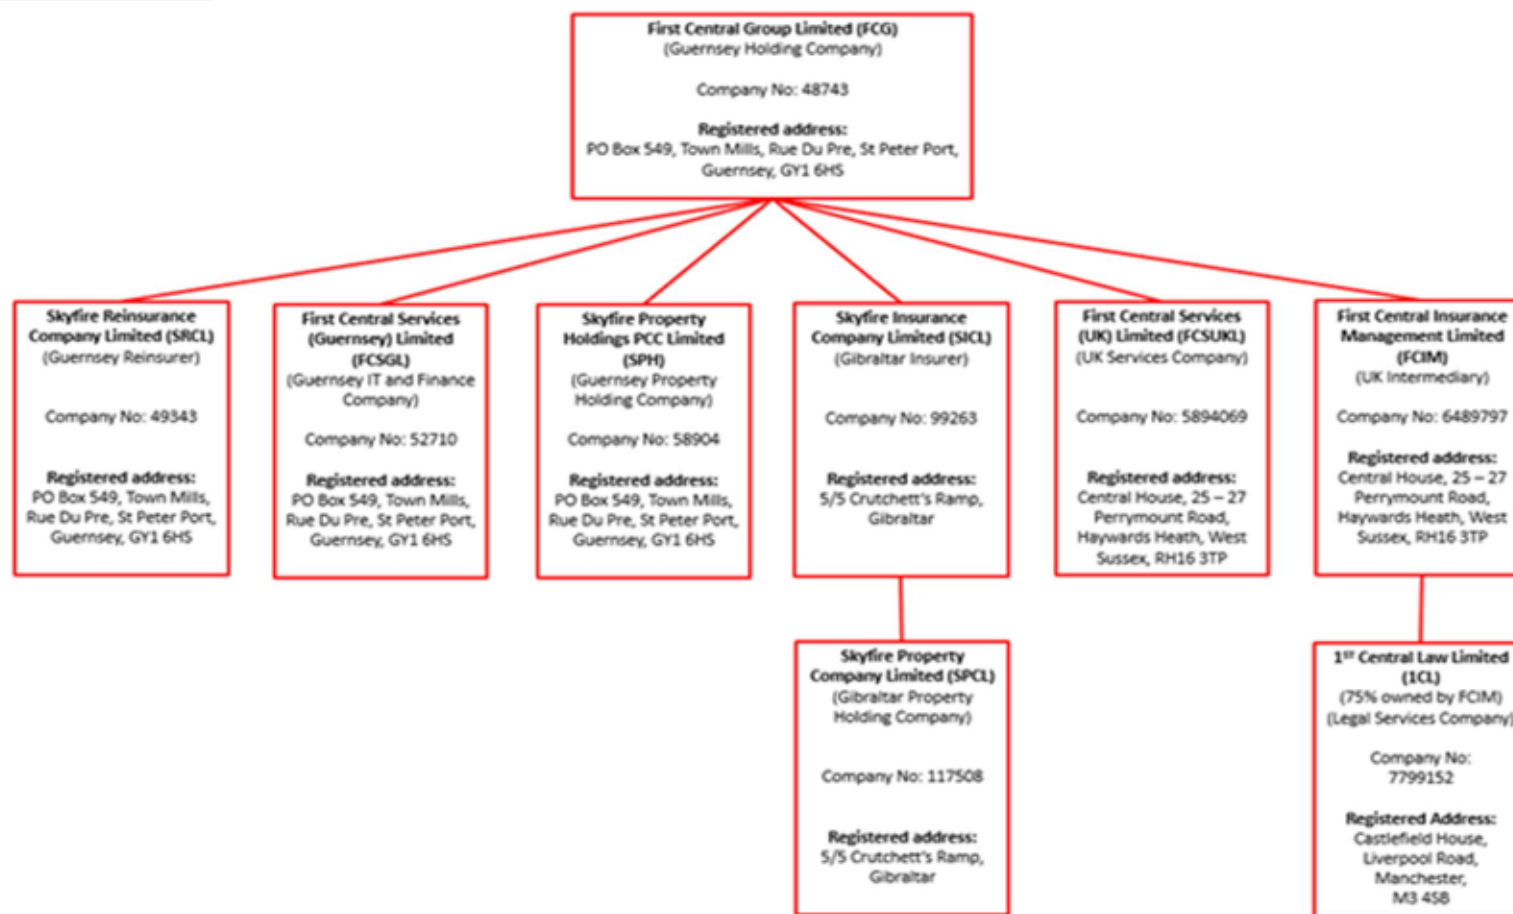 First Central Group Limited (FCG)
(Guernsey Holding Company)
Company No: 48743
Registered address:
PO Box 549, Town Mills, Rue Du Pre, St Peter Port,
Guernsey, GY1 6HS
Skyfire Reinsurance
Company Limited (SRCL)
(Guernsey Reinsurer)
Company No: 49343
Registered address:
PO Box 549, Town Mills,
Rue Du Pre, St Peter Port,
Guernsey, GY1 6HS
First Central Services
(Guernsey) Limited
(FCSGL)
(Guernsey IT and Finance
Company)
Company No: 52710
Registered address:
PO Box 549, Town Mills,
Rue Du Pre, St Peter Port,
Guernsey, GY1 6HS
Skyfire Property
Holdings PCC Limited
(SPH)
(Guernsey Property
Holding Company)
Company No: 58904
Registered address:
PO Box 549, Town Mills,
Rue Du Pre, St Peter Port,
Guernsey, GY1 6HS
Skyfire Insurance
Company Limited (SICL)
(Gibraltar Insurer)
Company No: 99263
Registered address:
5/5 Crutchett's Ramp,
Gibraltar
First Central Services
(UK) Limited (FCSUKL)
(UK Services Company)
Company No: 5894069
Registered address:
Central House, 25 – 27
Perrymount Road,
Haywards Heath, West
Sussex, RH16 3TP
First Central Insurance
Management Limited
(FCIM)
(UK Intermediary)
Company No: 6489797
Registered address:
Central House, 25 – 27
Perrymount Road,
Haywards Heath, West
Sussex, RH16 3TP
Skyfire Property
Company Limited (SPCL)
(Gibraltar Property
Holding Company)
Company No: 117508
Registered address:
5/5 Crutchett's Ramp,
Gibraltar
1ST Central Law Limited
(1CL)
(75% owned by FCIM)
(Legal Services Company)
Company No:
7799152
Registered Address:
Castlefield House,
Liverpool Road,
Manchester,
M3 4SB